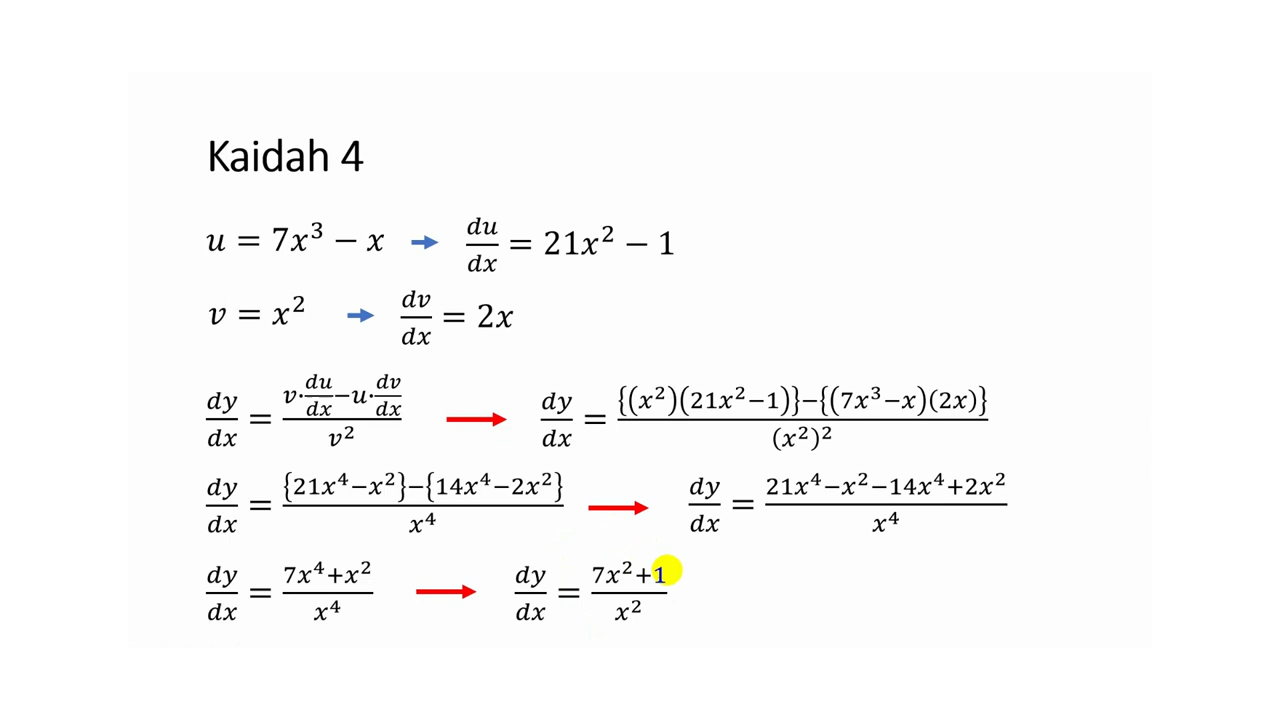 Kaidah 4
u = 7x³ − x → du/dx = 21x² − 1
v = x² → dv/dx = 2x
dy/dx = (v·du/dx−u·dv/dx)/v² → dy/dx = ({(x²)(21x²−1)}−{(7x³−x)(2x)})/(x²)²
dy/dx = ({21x⁴−x²}−{14x⁴−2x²})/x⁴ → dy/dx = (21x⁴−x²−14x⁴+2x²)/x⁴
dy/dx = (7x⁴+x²)/x⁴ → dy/dx = (7x²+1)/x²